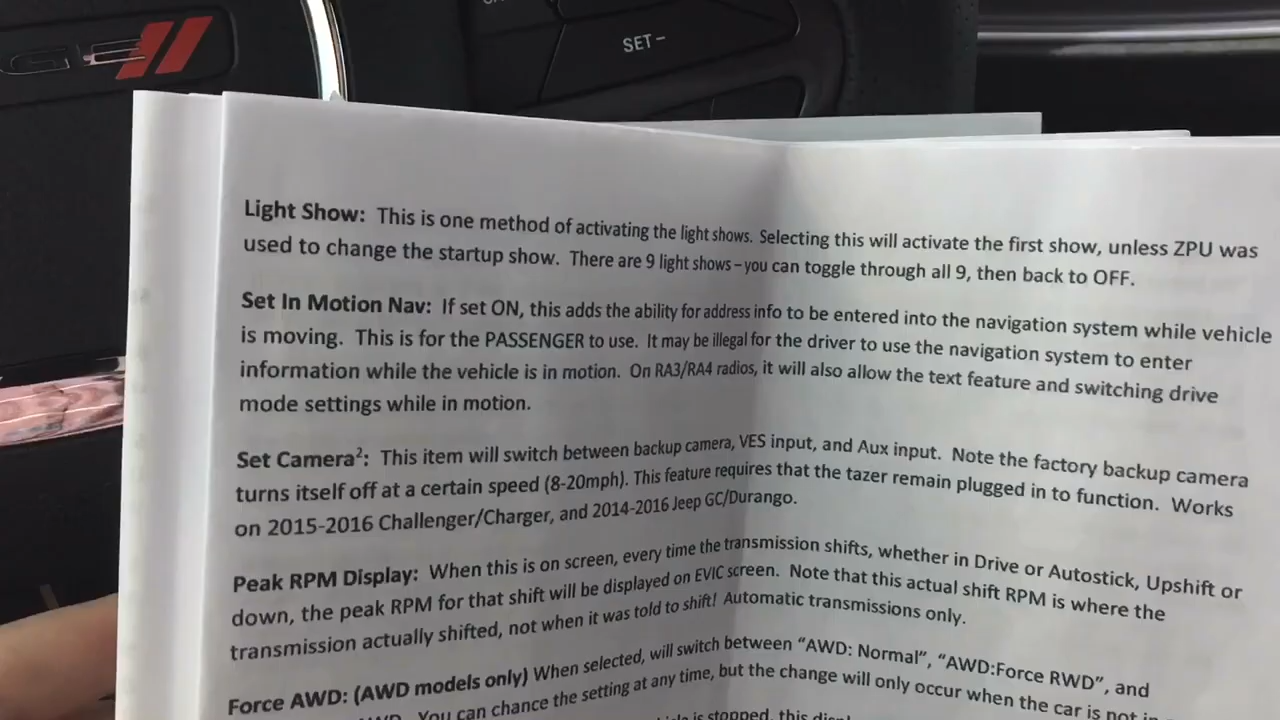 GE
SET –
Light Show: This is one method of activating the light shows. Selecting this will activate the first show, unless ZPU was
used to change the startup show. There are 9 light shows – you can toggle through all 9, then back to OFF.
Set In Motion Nav: If set ON, this adds the ability for address info to be entered into the navigation system while vehicle
is moving. This is for the PASSENGER to use. It may be illegal for the driver to use the navigation system to enter
information while the vehicle is in motion. On RA3/RA4 radios, it will also allow the text feature and switching drive
mode settings while in motion.
Set Camera²: This item will switch between backup camera, VES input, and Aux input. Note the factory backup camera
turns itself off at a certain speed (8-20mph). This feature requires that the tazer remain plugged in to function. Works
on 2015-2016 Challenger/Charger, and 2014-2016 Jeep GC/Durango.
Peak RPM Display: When this is on screen, every time the transmission shifts, whether in Drive or Autostick, Upshift or
down, the peak RPM for that shift will be displayed on EVIC screen. Note that this actual shift RPM is where the
transmission actually shifted, not when it was told to shift! Automatic transmissions only.
Force AWD: (AWD models only) When selected, will switch between “AWD: Normal”, “AWD:Force RWD”, and
You can chance the setting at any time, but the change will only occur when the car is not in
is stopped, this